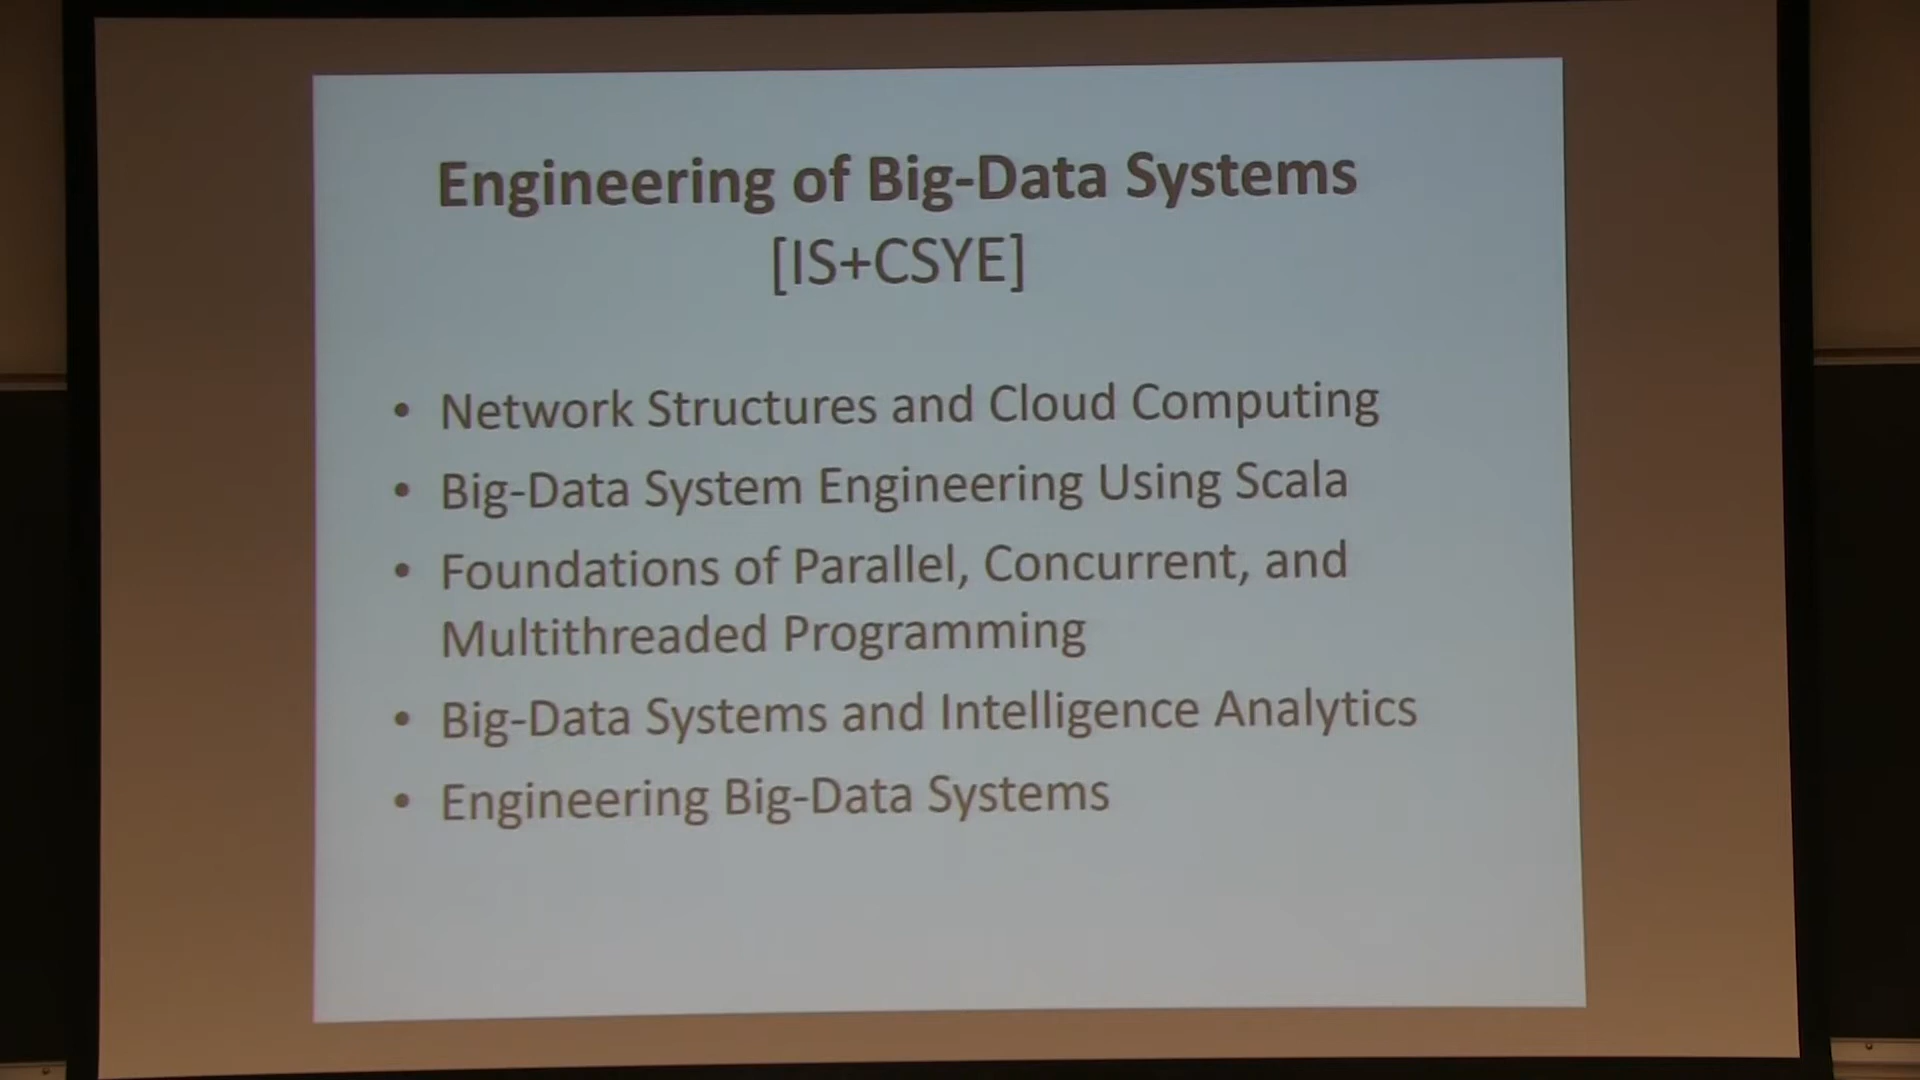 Engineering of Big-Data Systems
[IS+CSYE]
• Network Structures and Cloud Computing
• Big-Data System Engineering Using Scala
• Foundations of Parallel, Concurrent, and
Multithreaded Programming
• Big-Data Systems and Intelligence Analytics
• Engineering Big-Data Systems